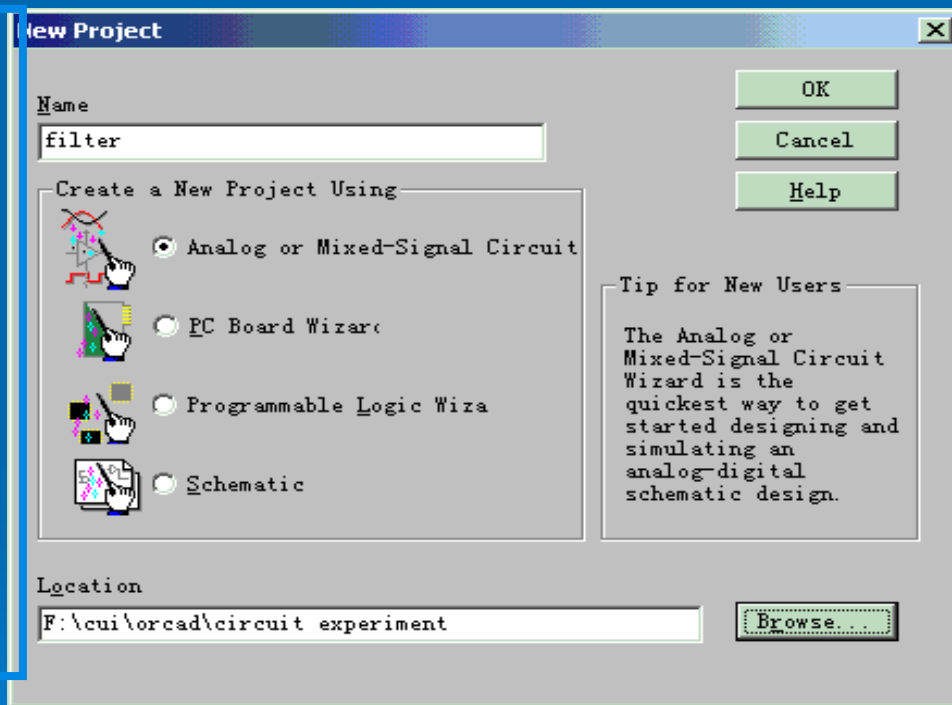 New Project
Name
OK
filter
Cancel
Create a New Project Using
Help
Analog or Mixed-Signal Circuit
PC Board Wizard
Programmable Logic Wiza
Schematic
Tip for New Users
The Analog or
Mixed-Signal Circuit
Wizard is the
quickest way to get
started designing and
simulating an
analog-digital
schematic design.
Location
F:\cui\orcad\circuit experiment
Browse...